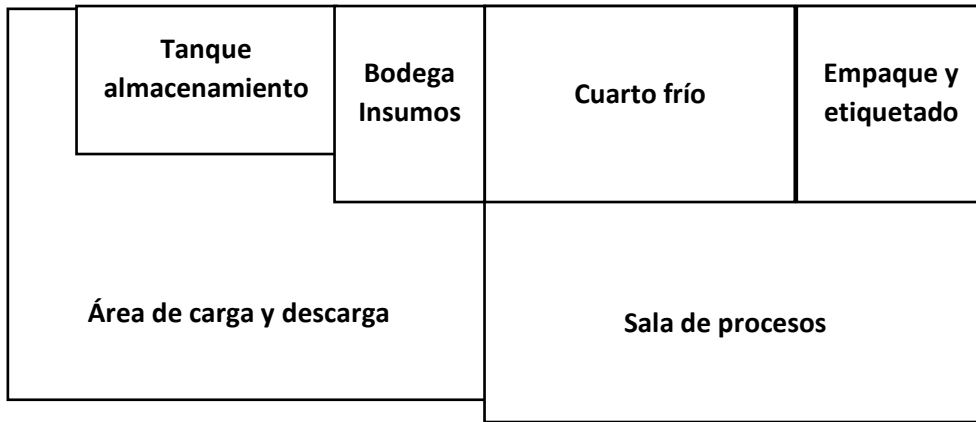 Tanque
almacenamiento
Bodega
Insumos
Cuarto frío
Empaque y
etiquetado
Área de carga y descarga
Sala de procesos